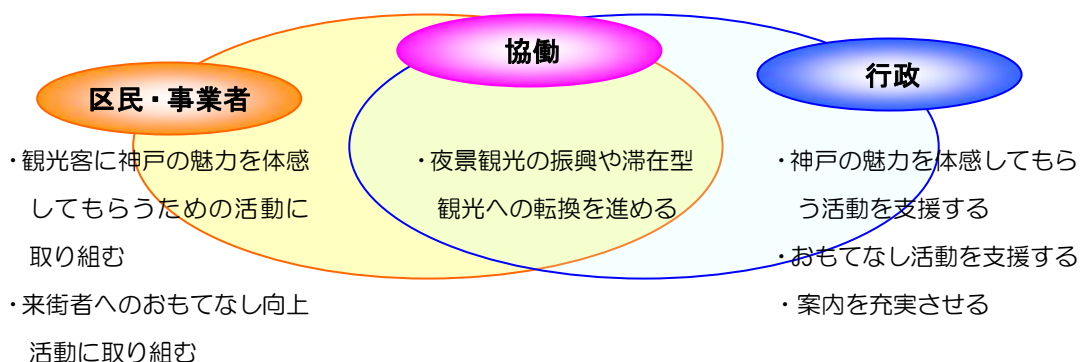 協働
区民・事業者
行政
・観光客に神戸の魅力を体感
してもらうための活動に
取り組む
・来街者へのおもてなし向上
活動に取り組む
・夜景観光の振興や滞在型
観光への転換を進める
・神戸の魅力を体感してもら
う活動を支援する
・おもてなし活動を支援する
・案内を充実させる